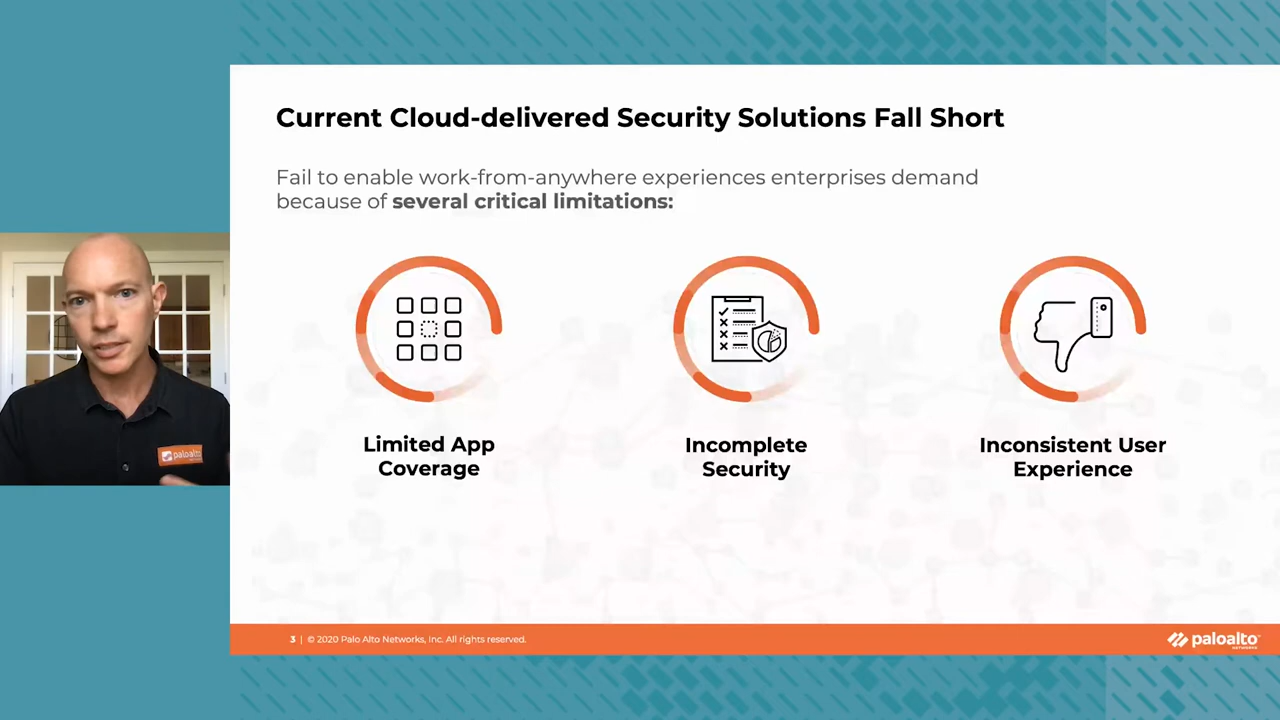 Current Cloud-delivered Security Solutions Fall Short
Fail to enable work-from-anywhere experiences enterprises demand
because of several critical limitations:
Limited App
Coverage
Incomplete
Security
Inconsistent User
Experience
paloalto
3 | © 2020 Palo Alto Networks, Inc. All rights reserved.
paloalto
NETWORKS